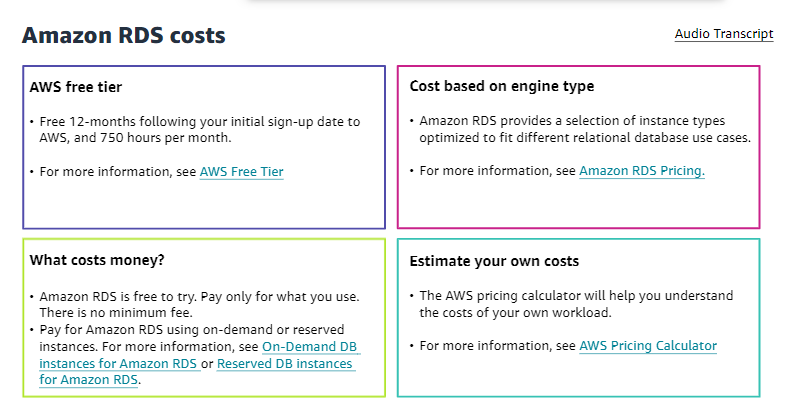 Amazon RDS costs
Audio Transcript
AWS free tier
• Free 12-months following your initial sign-up date to
AWS, and 750 hours per month.
• For more information, see AWS Free Tier
Cost based on engine type
• Amazon RDS provides a selection of instance types
optimized to fit different relational database use cases.
• For more information, see Amazon RDS Pricing.
What costs money?
• Amazon RDS is free to try. Pay only for what you use.
There is no minimum fee.
• Pay for Amazon RDS using on-demand or reserved
instances. For more information, see On-Demand DB
instances for Amazon RDS or Reserved DB instances
for Amazon RDS.
Estimate your own costs
• The AWS pricing calculator will help you understand
the costs of your own workload.
• For more information, see AWS Pricing Calculator